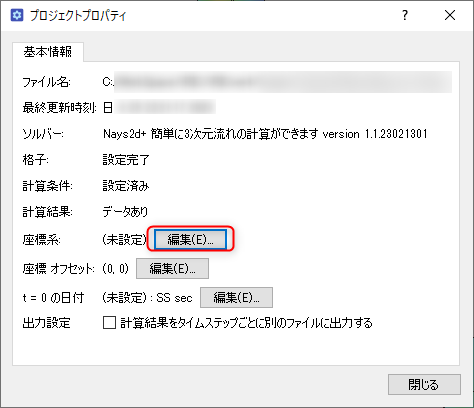 プロジェクトプロパティ
基本情報
ファイル名: C:
最終更新時刻: 日
ソルバー: Nays2d+ 簡単に3次元流れの計算ができます version 1.1.23021301
格子: 設定完了
計算条件: 設定済み
計算結果: データあり
座標系: (未設定) 編集(E)...
座標 オフセット: (0, 0) 編集(E)...
t = 0 の日付 (未設定) : SS sec 編集(E)...
出力設定 計算結果をタイムステップごとに別のファイルに出力する
閉じる